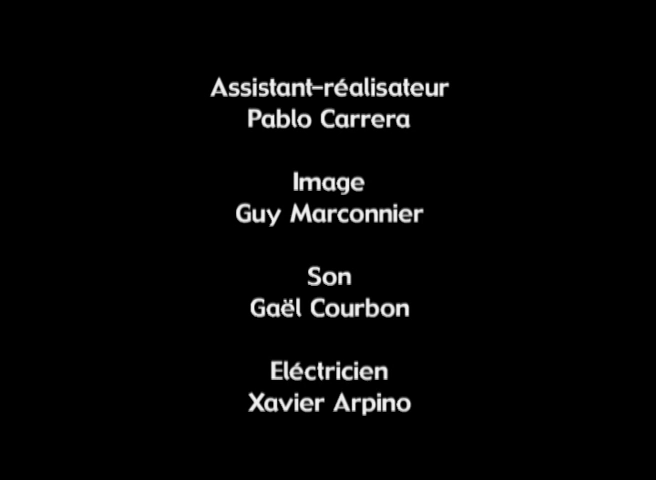 Assistant-réalisateur
Pablo Carrera
Image
Guy Marconnier
Son
Gaël Courbon
Eléctricien
Xavier Arpino